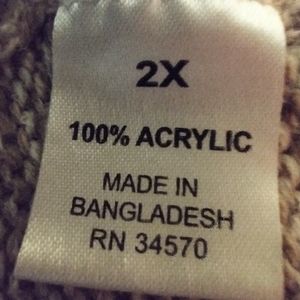 2X
100% ACRYLIC
MADE IN
BANGLADESH
RN 34570